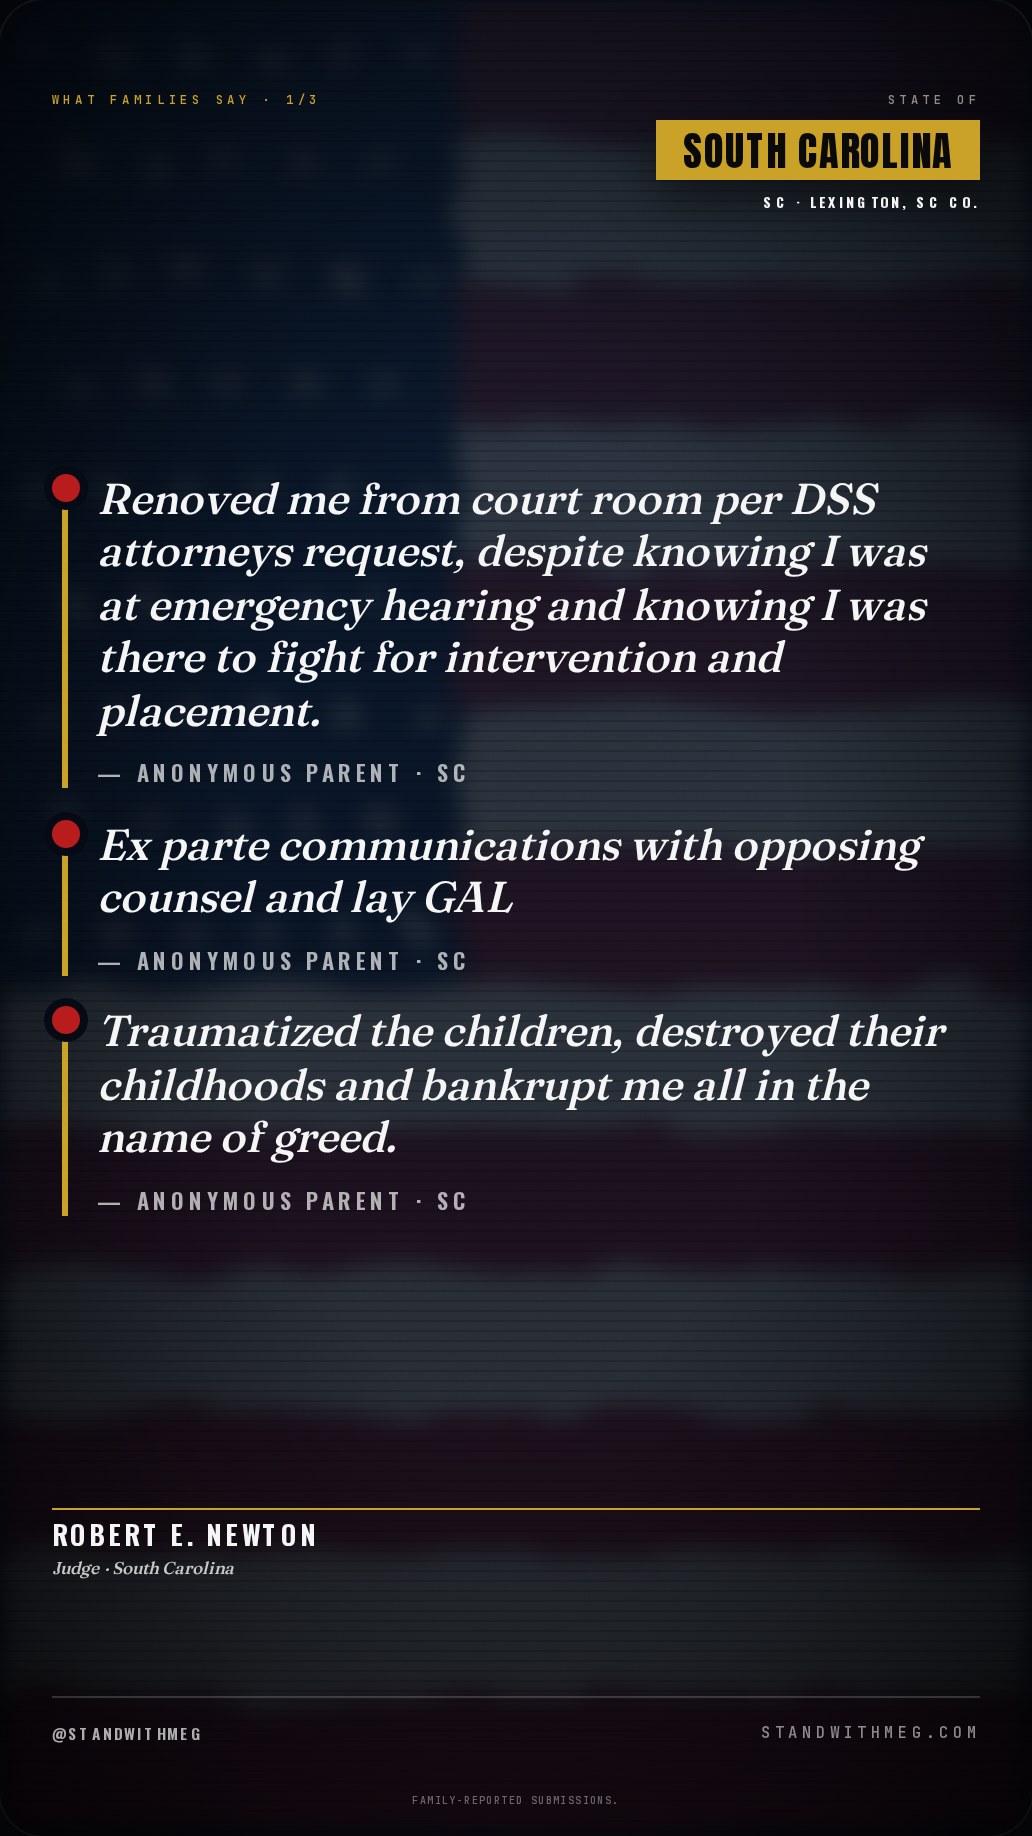 WHAT FAMILIES SAY · 1/3
STATE OF
SOUTH CAROLINA
SC · LEXINGTON, SC CO.
Renoved me from court room per DSS
attorneys request, despite knowing I was
at emergency hearing and knowing I was
there to fight for intervention and
placement.
— ANONYMOUS PARENT · SC
Ex parte communications with opposing
counsel and lay GAL
— ANONYMOUS PARENT · SC
Traumatized the children, destroyed their
childhoods and bankrupt me all in the
name of greed.
— ANONYMOUS PARENT · SC
ROBERT E. NEWTON
Judge · South Carolina
@STANDWITHMEG
STANDWITHMEG.COM
FAMILY-REPORTED SUBMISSIONS.